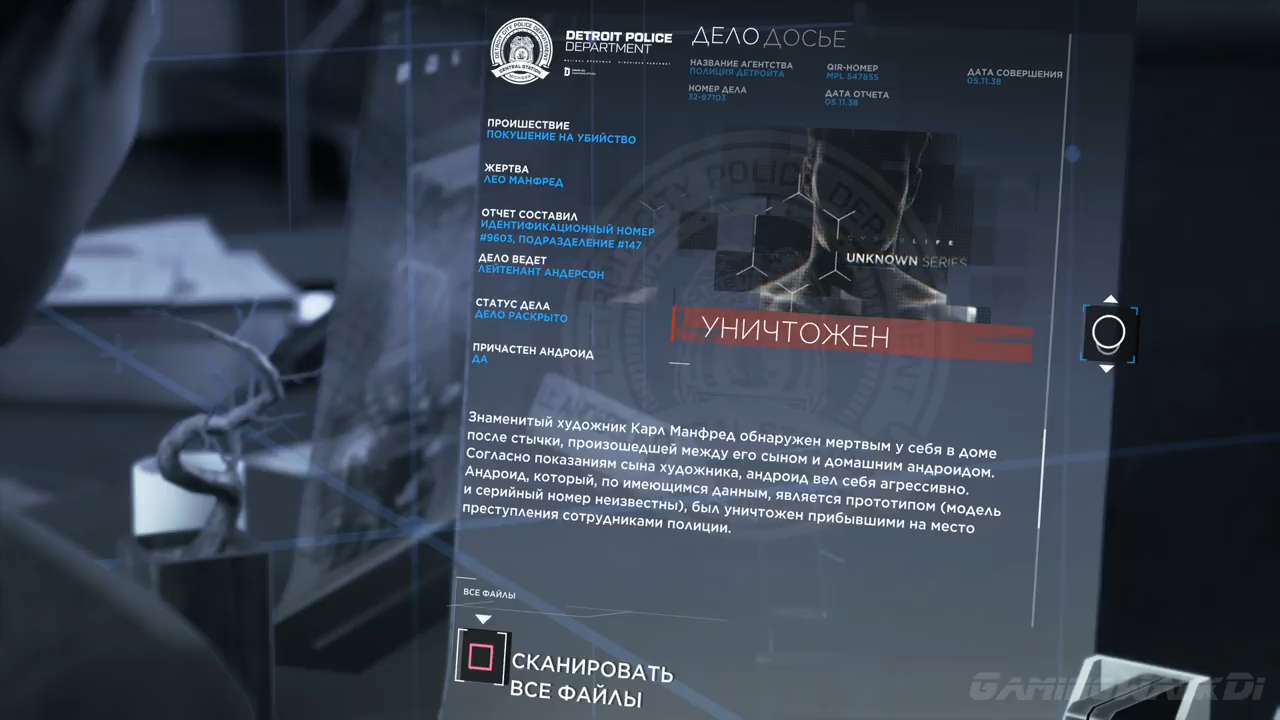 DETROIT POLICE
DEPARTMENT
CENTRAL STATION
ДЕЛО ДОСЬЕ
НАЗВАНИЕ АГЕНТСТВА
ПОЛИЦИЯ ДЕТРОЙТА
QIR-НОМЕР
MPL 547855
ДАТА СОВЕРШЕНИЯ
05.11.38
НОМЕР ДЕЛА
32-97103
ДАТА ОТЧЕТА
05.11.38
ПРОИШЕСТВИЕ
ПОКУШЕНИЕ НА УБИЙСТВО
ЖЕРТВА
ЛЕО МАНФРЕД
ОТЧЕТ СОСТАВИЛ
ИДЕНТИФИКАЦИОННЫЙ НОМЕР
#9603, ПОДРАЗДЕЛЕНИЕ #147
ДЕЛО ВЕДЕТ
ЛЕЙТЕНАНТ АНДЕРСОН
СТАТУС ДЕЛА
ДЕЛО РАСКРЫТО
ПРИЧАСТЕН АНДРОИД
ДА
UNKNOWN SERIES
УНИЧТОЖЕН
Знаменитый художник Карл Манфред обнаружен мертвым у себя в доме
после стычки, произошедшей между его сыном и домашним андроидом.
Согласно показаниям сына художника, андроид вел себя агрессивно.
Андроид, который, по имеющимся данным, является прототипом (модель
и серийный номер неизвестны), был уничтожен прибывшими на место
преступления сотрудниками полиции.
ВСЕ ФАЙЛЫ
СКАНИРОВАТЬ
ВСЕ ФАЙЛЫ
GamingWalkDi